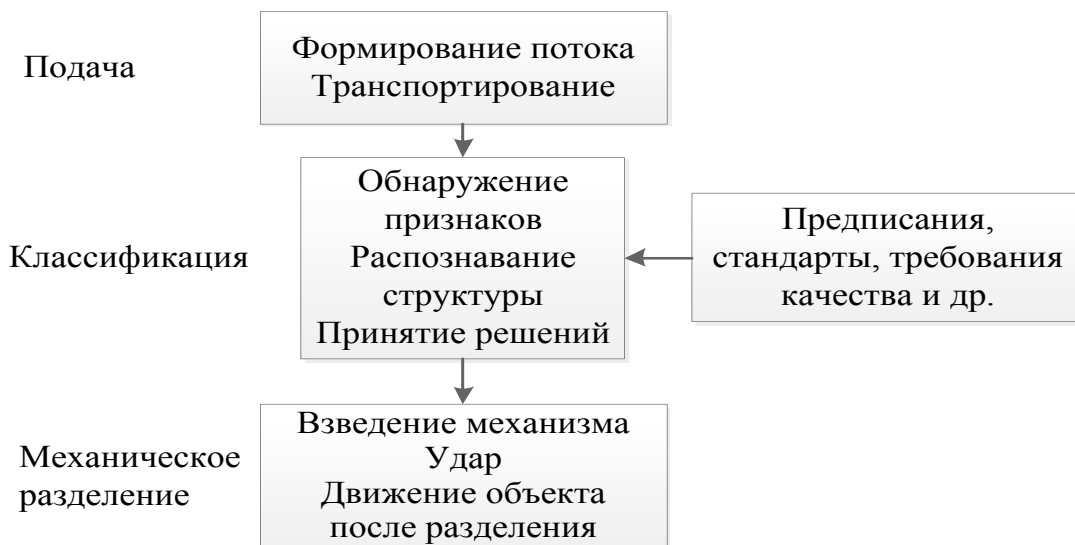 Подача
Формирование потока
Транспортирование
Классификация
Обнаружение
признаков
Распознавание
структуры
Принятие решений
Предписания,
стандарты, требования
качества и др.
Механическое
разделение
Взведение механизма
Удар
Движение объекта
после разделения